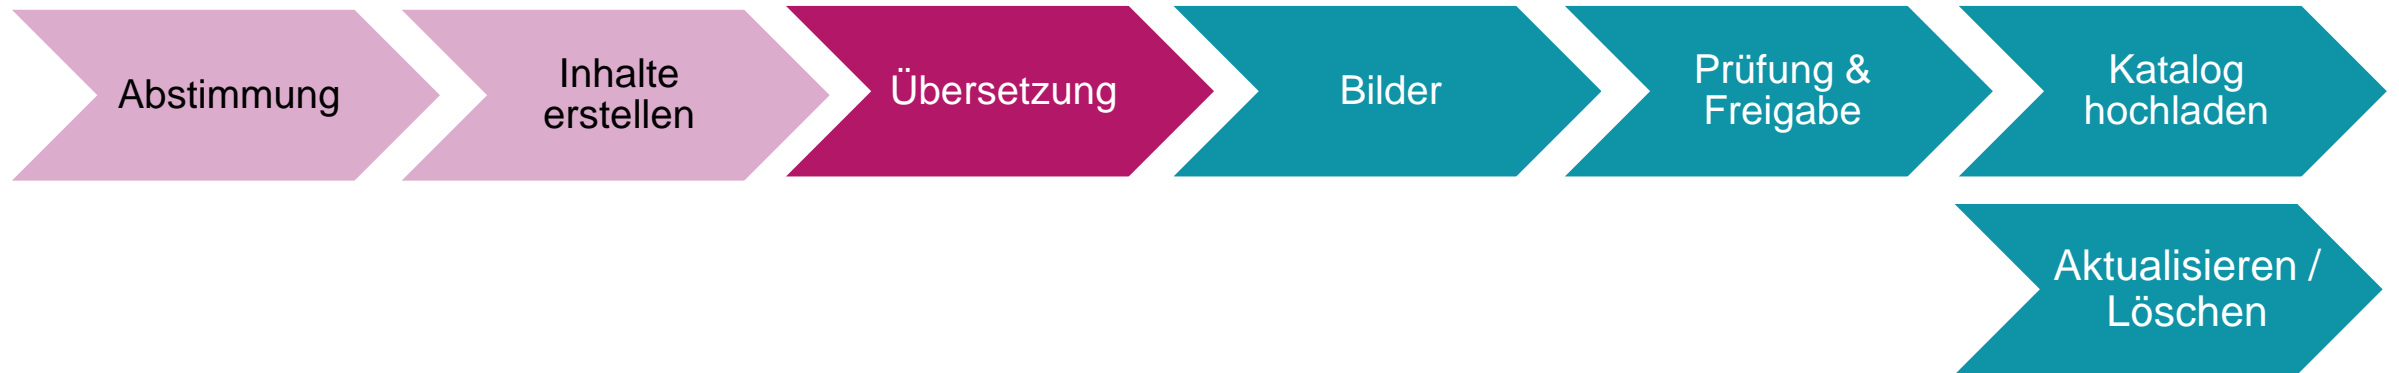 Abstimmung
Inhalte
erstellen
Übersetzung
Bilder
Prüfung &
Freigabe
Katalog
hochladen
Aktualisieren /
Löschen